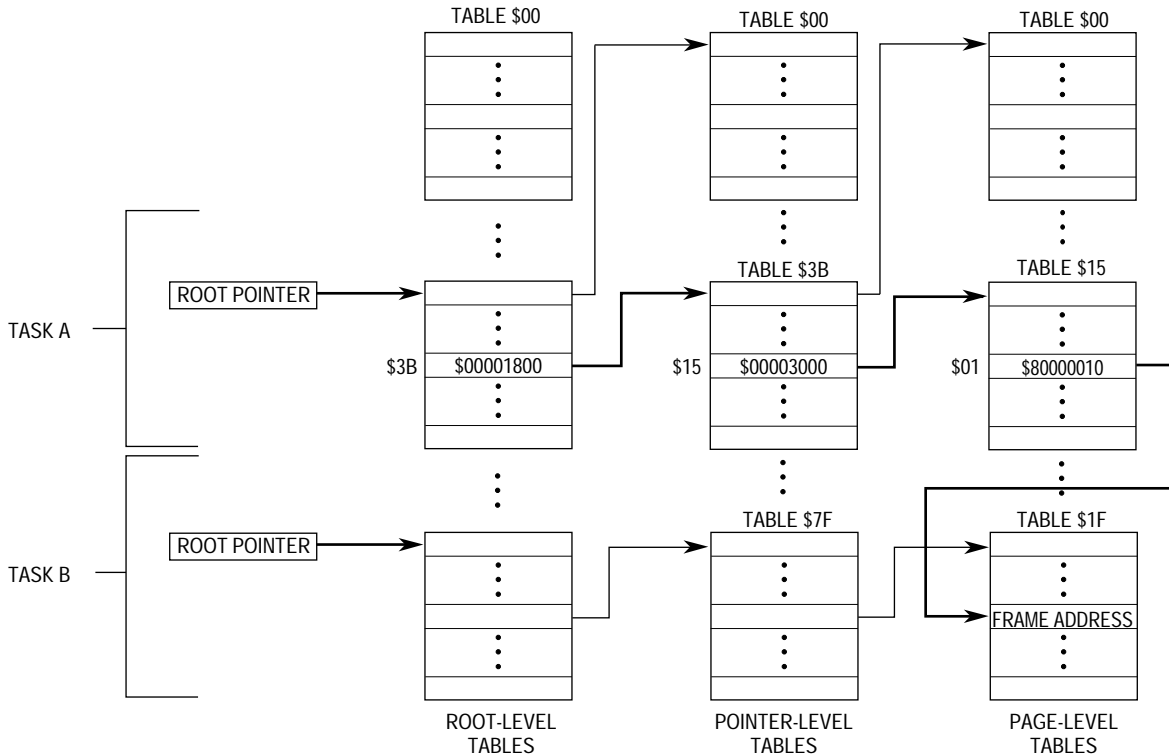 TABLE $00 TABLE $00 TABLE $00
TABLE $3B TABLE $15
ROOT POINTER
TASK A
$3B $00001800 $15 $00003000 $01 $80000010
TABLE $7F TABLE $1F
ROOT POINTER
TASK B
FRAME ADDRESS
ROOT-LEVEL
TABLES
POINTER-LEVEL
TABLES
PAGE-LEVEL
TABLES